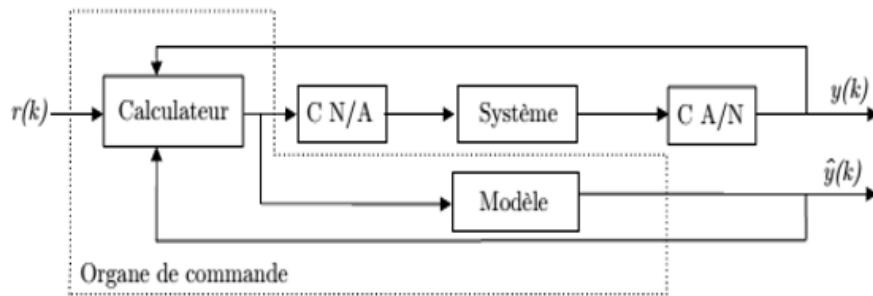 r(k)
Calculateur
C N/A
Système
C A/N
y(k)
ŷ(k)
Modèle
Organe de commande